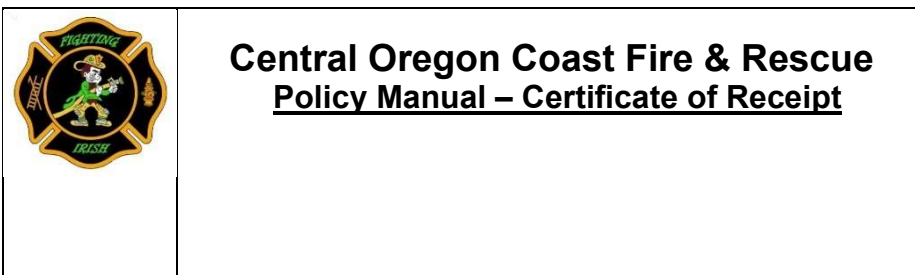 FIGHTING
IRISH
Central Oregon Coast Fire & Rescue
Policy Manual – Certificate of Receipt